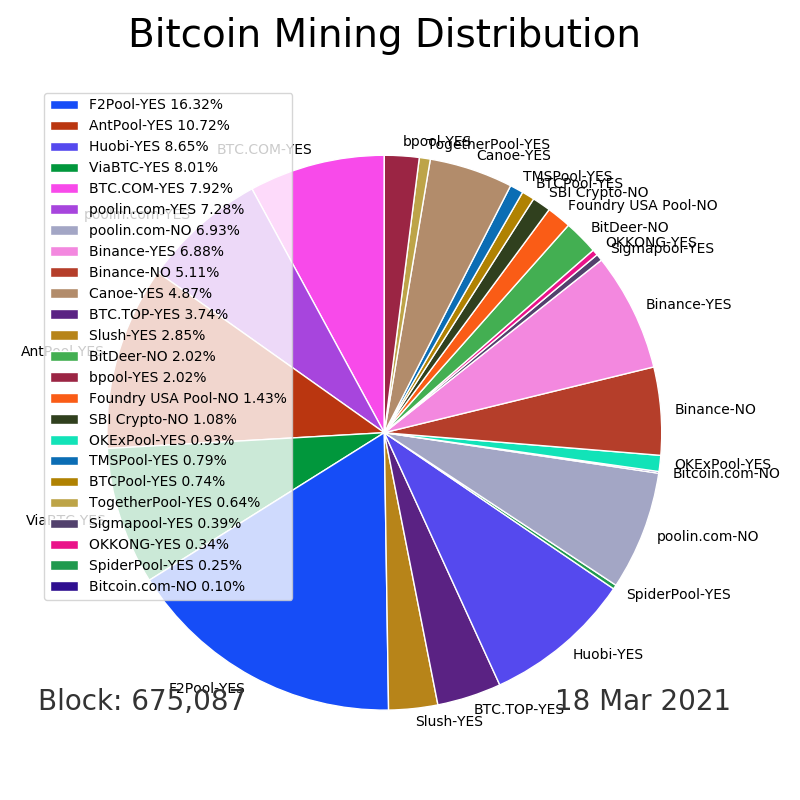 Bitcoin Mining Distribution
F2Pool-YES 16.32%
AntPool-YES 10.72%
Huobi-YES 8.65%
ViaBTC-YES 8.01%
BTC.COM-YES 7.92%
poolin.com-YES 7.28%
poolin.com-NO 6.93%
Binance-YES 6.88%
Binance-NO 5.11%
Canoe-YES 4.87%
BTC.TOP-YES 3.74%
Slush-YES 2.85%
BitDeer-NO 2.02%
bpool-YES 2.02%
Foundry USA Pool-NO 1.43%
SBI Crypto-NO 1.08%
OKExPool-YES 0.93%
TMSPool-YES 0.79%
BTCPool-YES 0.74%
TogetherPool-YES 0.64%
Sigmapool-YES 0.39%
OKKONG-YES 0.34%
SpiderPool-YES 0.25%
Bitcoin.com-NO 0.10%
BTC.COM-YES
poolin.com-YES
AntPool-YES
ViaBTC-YES
F2Pool-YES
Slush-YES
BTC.TOP-YES
Huobi-YES
SpiderPool-YES
poolin.com-NO
Bitcoin.com-NO
OKExPool-YES
Binance-NO
Binance-YES
Sigmapool-YES
OKKONG-YES
BitDeer-NO
Foundry USA Pool-NO
SBI Crypto-NO
BTCPool-YES
TMSPool-YES
Canoe-YES
TogetherPool-YES
bpool-YES
Block: 675,087
18 Mar 2021